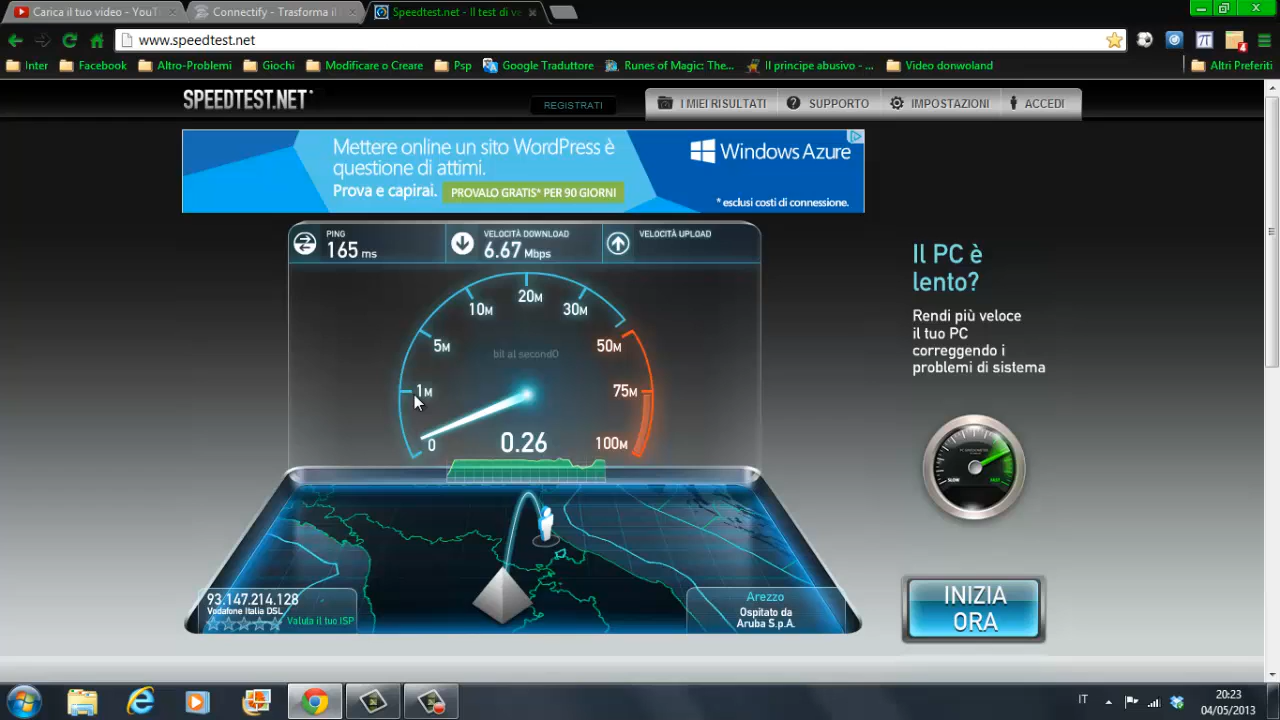 Carica il tuo video - YouT
Connectify - Trasforma il
Speedtest.net - Il test di ve
www.speedtest.net
Inter
Facebook
Altro-Problemi
Giochi
Modificare o Creare
Psp
Google Traduttore
Runes of Magic: The...
Il principe abusivo - ...
Video donwoland
Altri Preferiti
SPEEDTEST.NET
REGISTRATI
I MIEI RISULTATI
SUPPORTO
IMPOSTAZIONI
ACCEDI
Mettere online un sito WordPress è
questione di attimi.
Prova e capirai.
PROVALO GRATIS* PER 90 GIORNI
Windows Azure
*esclusi costi di connessione.
PING
165 ms
VELOCITÀ DOWNLOAD
6.67 Mbps
VELOCITÀ UPLOAD
0
1M
5M
10M
20M
30M
50M
75M
100M
bil al secondO
0.26
Il PC è
lento?
Rendi più veloce
il tuo PC
correggendo i
problemi di sistema
SLOW
FAST
93.147.214.128
Vodafone Italia DSL
Valuta il tuo ISP
Arezzo
Ospitato da
Aruba S.p.A.
INIZIA
ORA
IT
20:23
04/05/2013